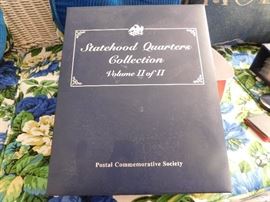 Statehood Quarters
Collection
Volume II of II
Postal Commemorative Society